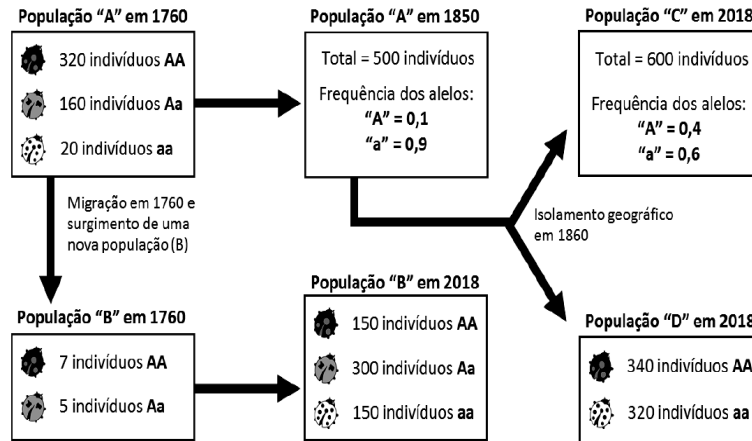 População “A” em 1760
320 indivíduos AA
160 indivíduos Aa
20 indivíduos aa
População “A” em 1850
Total = 500 indivíduos
Frequência dos alelos:
“A” = 0,1
“a” = 0,9
População “C” em 2018
Total = 600 indivíduos
Frequência dos alelos:
“A” = 0,4
“a” = 0,6
Migração em 1760 e
surgimento de uma
nova população (B)
Isolamento geográfico
em 1860
População “B” em 1760
7 indivíduos AA
5 indivíduos Aa
População “B” em 2018
150 indivíduos AA
300 indivíduos Aa
150 indivíduos aa
População “D” em 2018
340 indivíduos AA
320 indivíduos aa